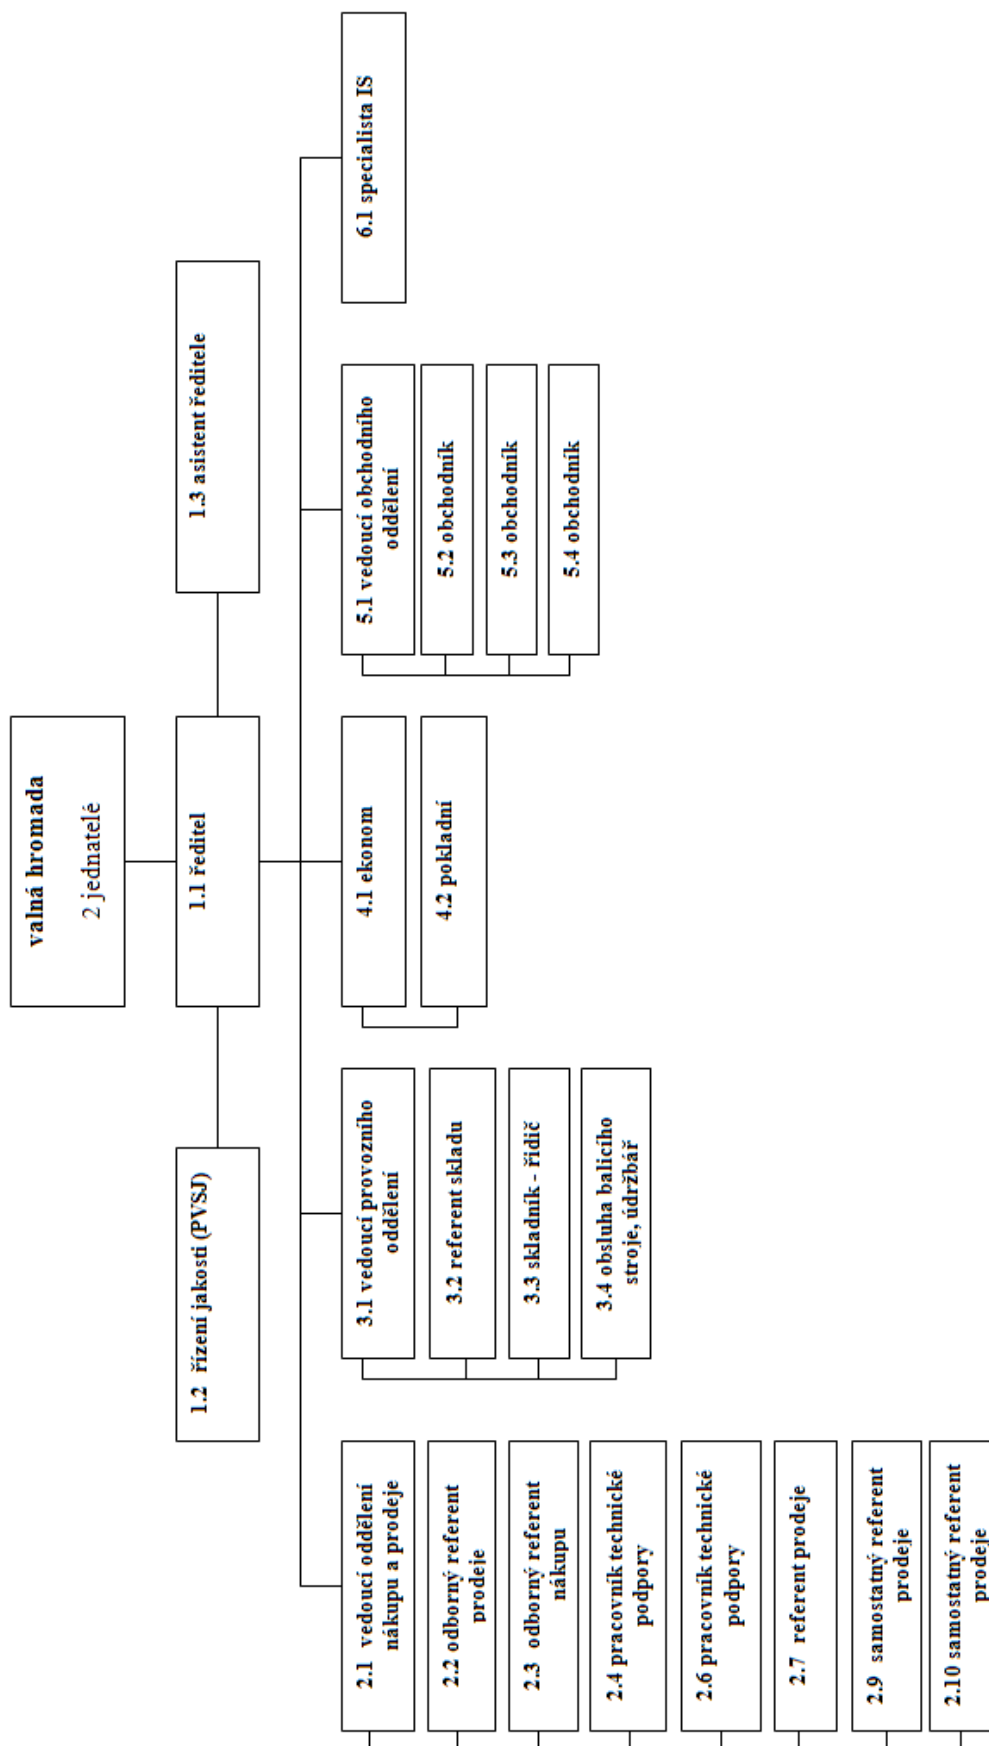 valná hromada
2 jednatelé
1.2 řízení jakosti (PVSJ)
1.1 ředitel
1.3 asistent ředitele
2.1 vedoucí oddělení
nákupu a prodeje
2.2 odborný referent
prodeje
2.3 odborný referent
nákupu
2.4 pracovník technické
podpory
2.6 pracovník technické
podpory
2.7 referent prodeje
2.9 samostatný referent
prodeje
2.10 samostatný referent
prodeje
3.1 vedoucí provozního
oddělení
3.2 referent skladu
3.3 skladník - řidič
3.4 obsluha balicího
stroje, údržbář
4.1 ekonom
4.2 pokladní
5.1 vedoucí obchodního
oddělení
5.2 obchodník
5.3 obchodník
5.4 obchodník
6.1 specialista IS